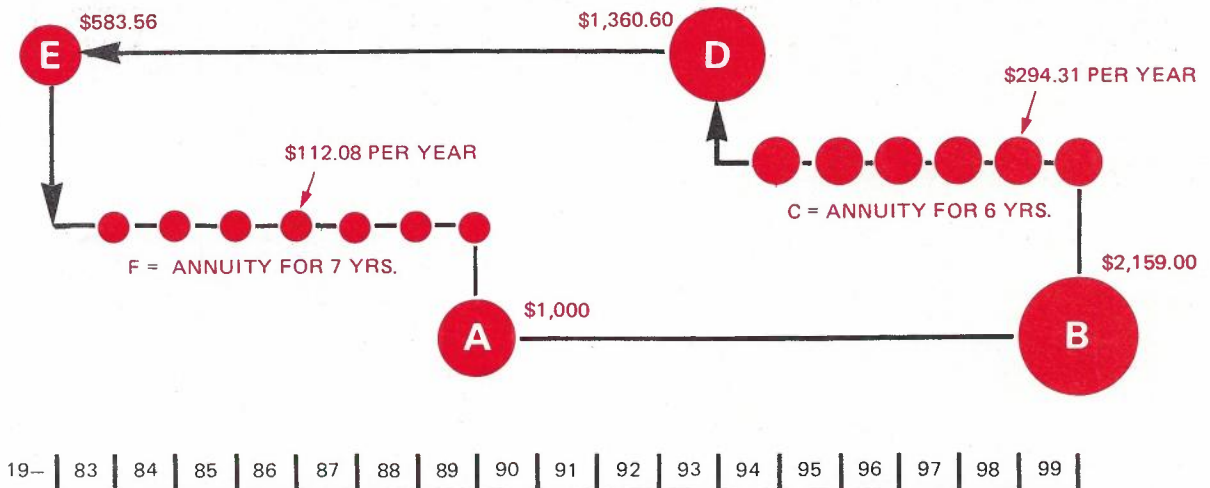 $583.56
$1,360.60
E
D
$294.31 PER YEAR
$112.08 PER YEAR
C = ANNUITY FOR 6 YRS.
F = ANNUITY FOR 7 YRS.
$2,159.00
$1,000
A
B
19– 83 84 85 86 87 88 89 90 91 92 93 94 95 96 97 98 99